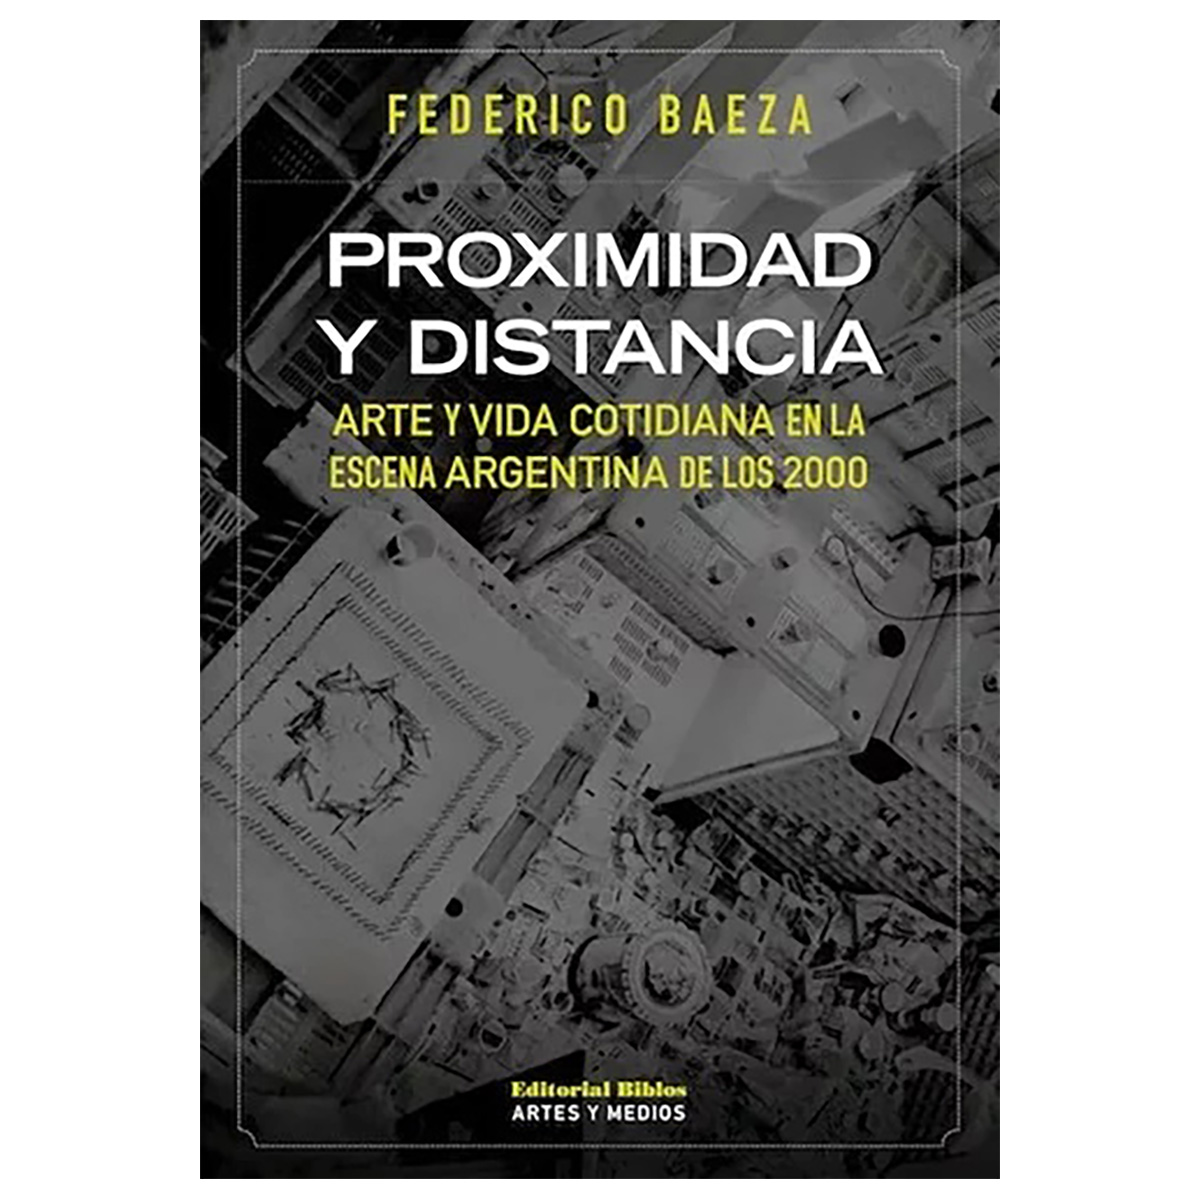 FEDERICO BAEZA
PROXIMIDAD
Y DISTANCIA
ARTE Y VIDA COTIDIANA EN LA
ESCENA ARGENTINA DE LOS 2000
Editorial Biblos
ARTES Y MEDIOS